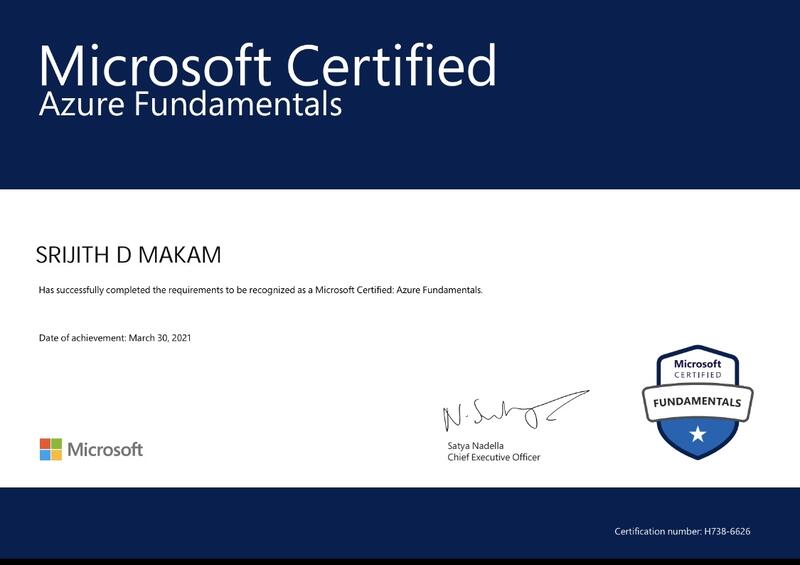 Microsoft Certified
Azure Fundamentals
SRIJITH D MAKAM
Has successfully completed the requirements to be recognized as a Microsoft Certified: Azure Fundamentals.
Date of achievement: March 30, 2021
Microsoft
CERTIFIED
FUNDAMENTALS
Satya Nadella
Chief Executive Officer
Microsoft
Certification number: H738-6626